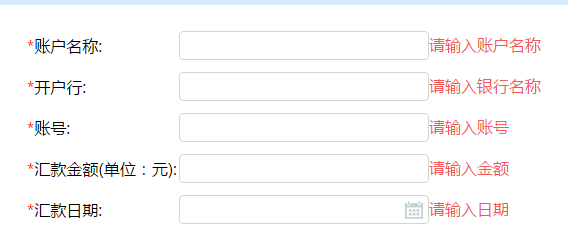 *账户名称: 请输入账户名称
*开户行: 请输入银行名称
*账号: 请输入账号
*汇款金额(单位：元): 请输入金额
*汇款日期: 请输入日期